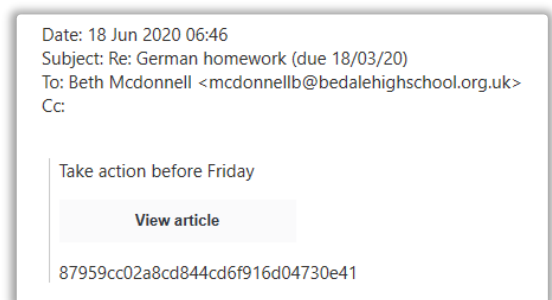 Date: 18 Jun 2020 06:46
Subject: Re: German homework (due 18/03/20)
To: Beth Mcdonnell <mcdonnellb@bedalehighschool.org.uk>
Cc:
Take action before Friday
View article
87959cc02a8cd844cd6f916d04730e41